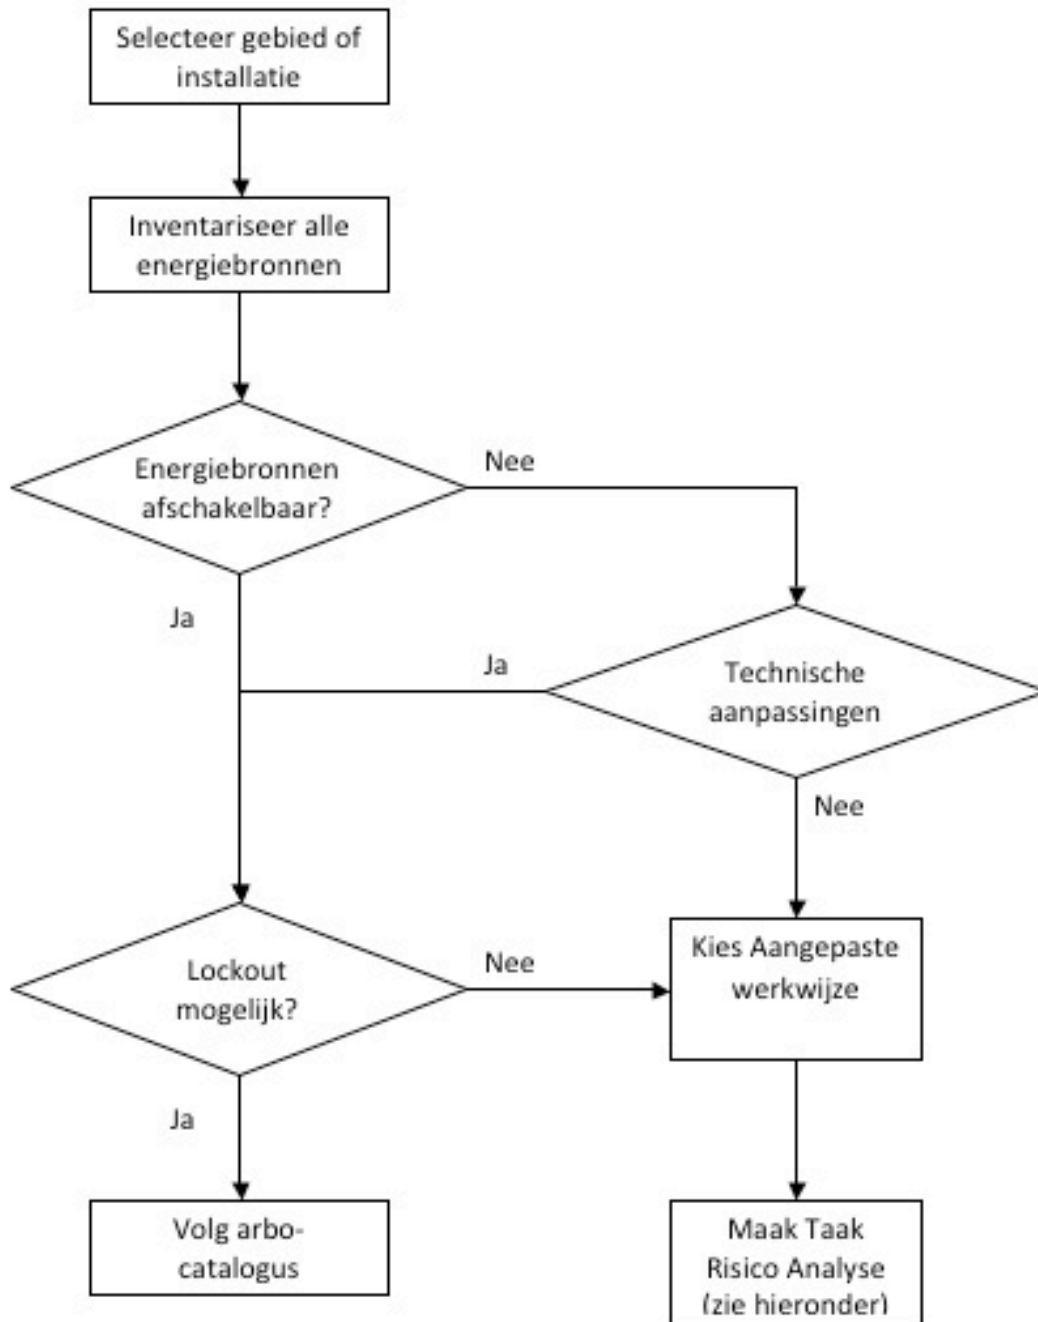 Selecteer gebied of
installatie
Inventariseer alle
energiebronnen
Energiebronnen
afschakelbaar?
Nee
Ja
Technische
aanpassingen
Ja
Nee
Lockout
mogelijk?
Nee
Kies Aangepaste
werkwijze
Ja
Volg arbo-
catalogus
Maak Taak
Risico Analyse
(zie hieronder)